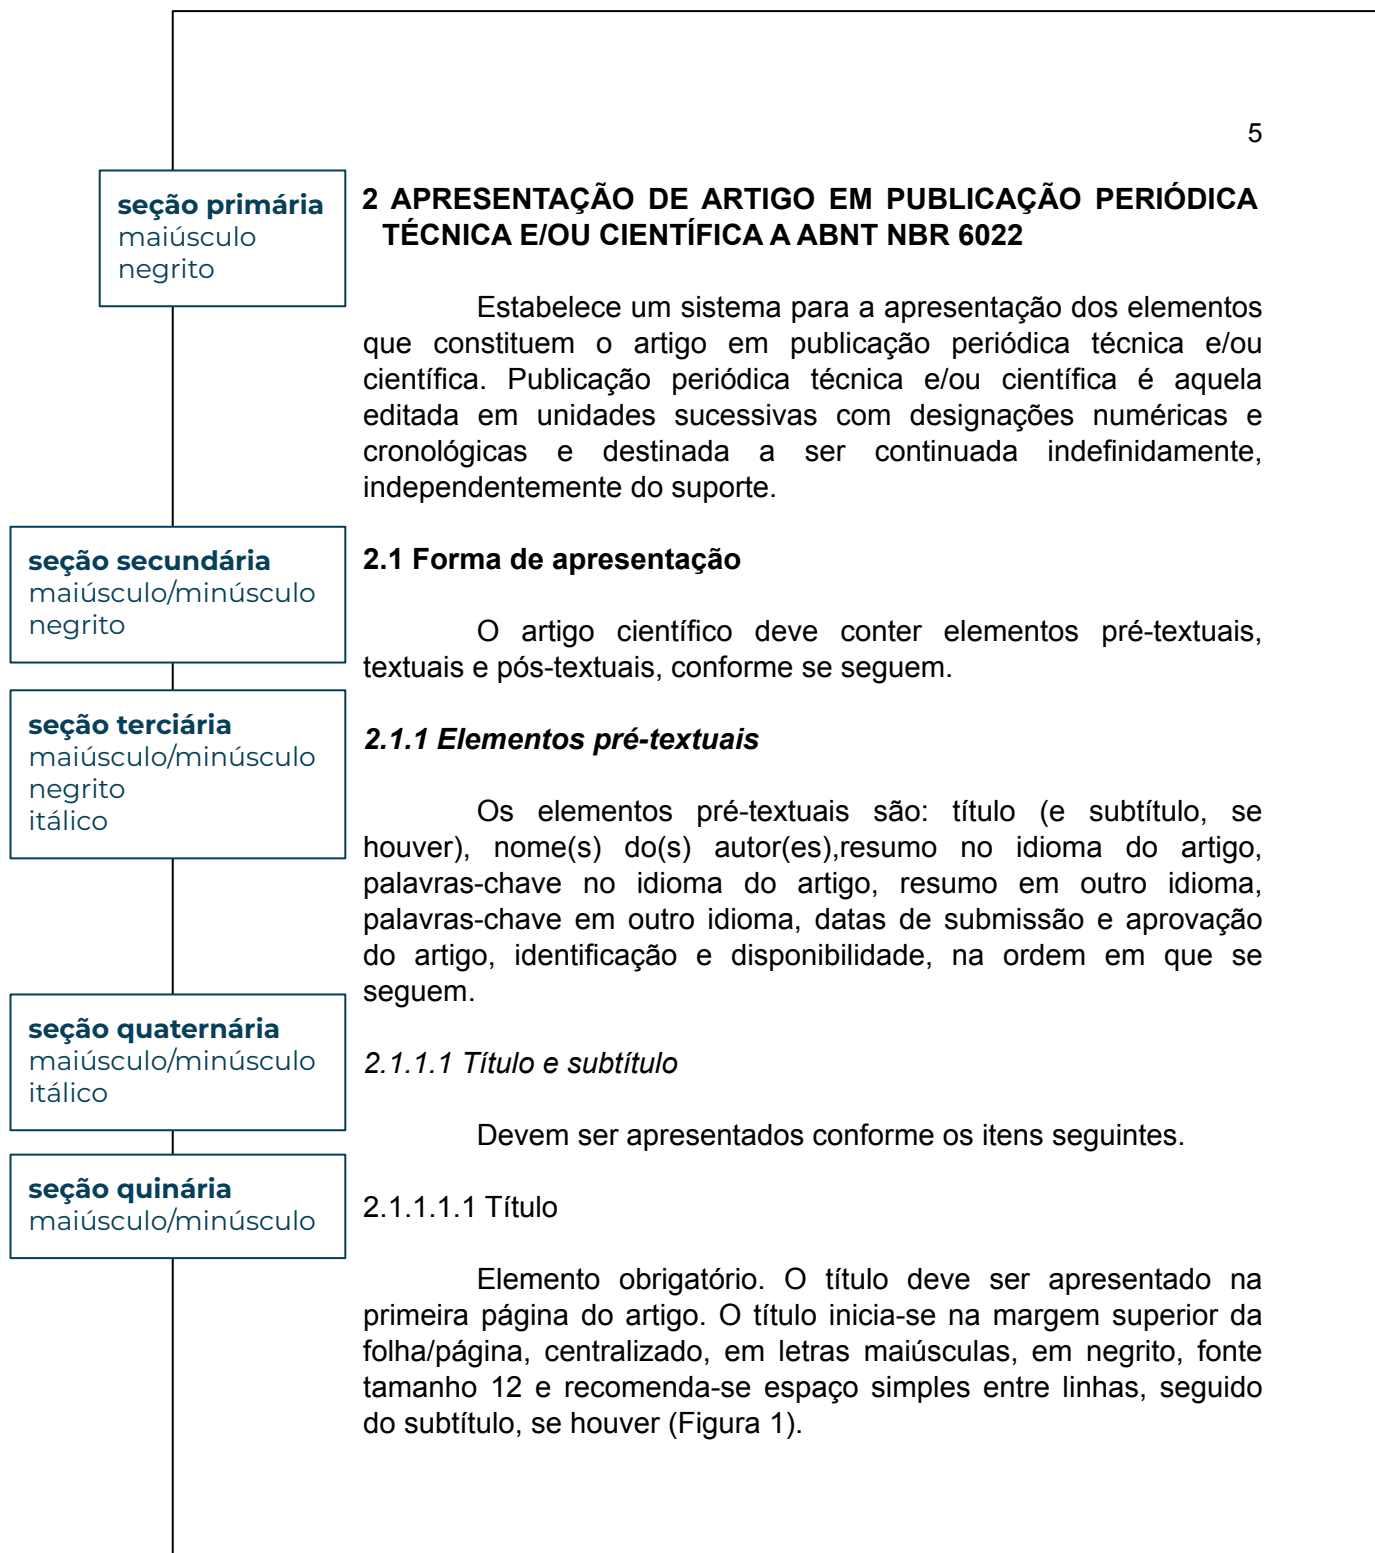 5
seção primária
maiúsculo
negrito
2 APRESENTAÇÃO DE ARTIGO EM PUBLICAÇÃO PERIÓDICA
TÉCNICA E/OU CIENTÍFICA A ABNT NBR 6022
Estabelece um sistema para a apresentação dos elementos
que constituem o artigo em publicação periódica técnica e/ou
científica. Publicação periódica técnica e/ou científica é aquela
editada em unidades sucessivas com designações numéricas e
cronológicas e destinada a ser continuada indefinidamente,
independentemente do suporte.
seção secundária
maiúsculo/minúsculo
negrito
2.1 Forma de apresentação
O artigo científico deve conter elementos pré-textuais,
textuais e pós-textuais, conforme se seguem.
seção terciária
maiúsculo/minúsculo
negrito
itálico
2.1.1 Elementos pré-textuais
Os elementos pré-textuais são: título (e subtítulo, se
houver), nome(s) do(s) autor(es),resumo no idioma do artigo,
palavras-chave no idioma do artigo, resumo em outro idioma,
palavras-chave em outro idioma, datas de submissão e aprovação
do artigo, identificação e disponibilidade, na ordem em que se
seguem.
seção quaternária
maiúsculo/minúsculo
itálico
2.1.1.1 Título e subtítulo
Devem ser apresentados conforme os itens seguintes.
seção quinária
maiúsculo/minúsculo
2.1.1.1.1 Título
Elemento obrigatório. O título deve ser apresentado na
primeira página do artigo. O título inicia-se na margem superior da
folha/página, centralizado, em letras maiúsculas, em negrito, fonte
tamanho 12 e recomenda-se espaço simples entre linhas, seguido
do subtítulo, se houver (Figura 1).